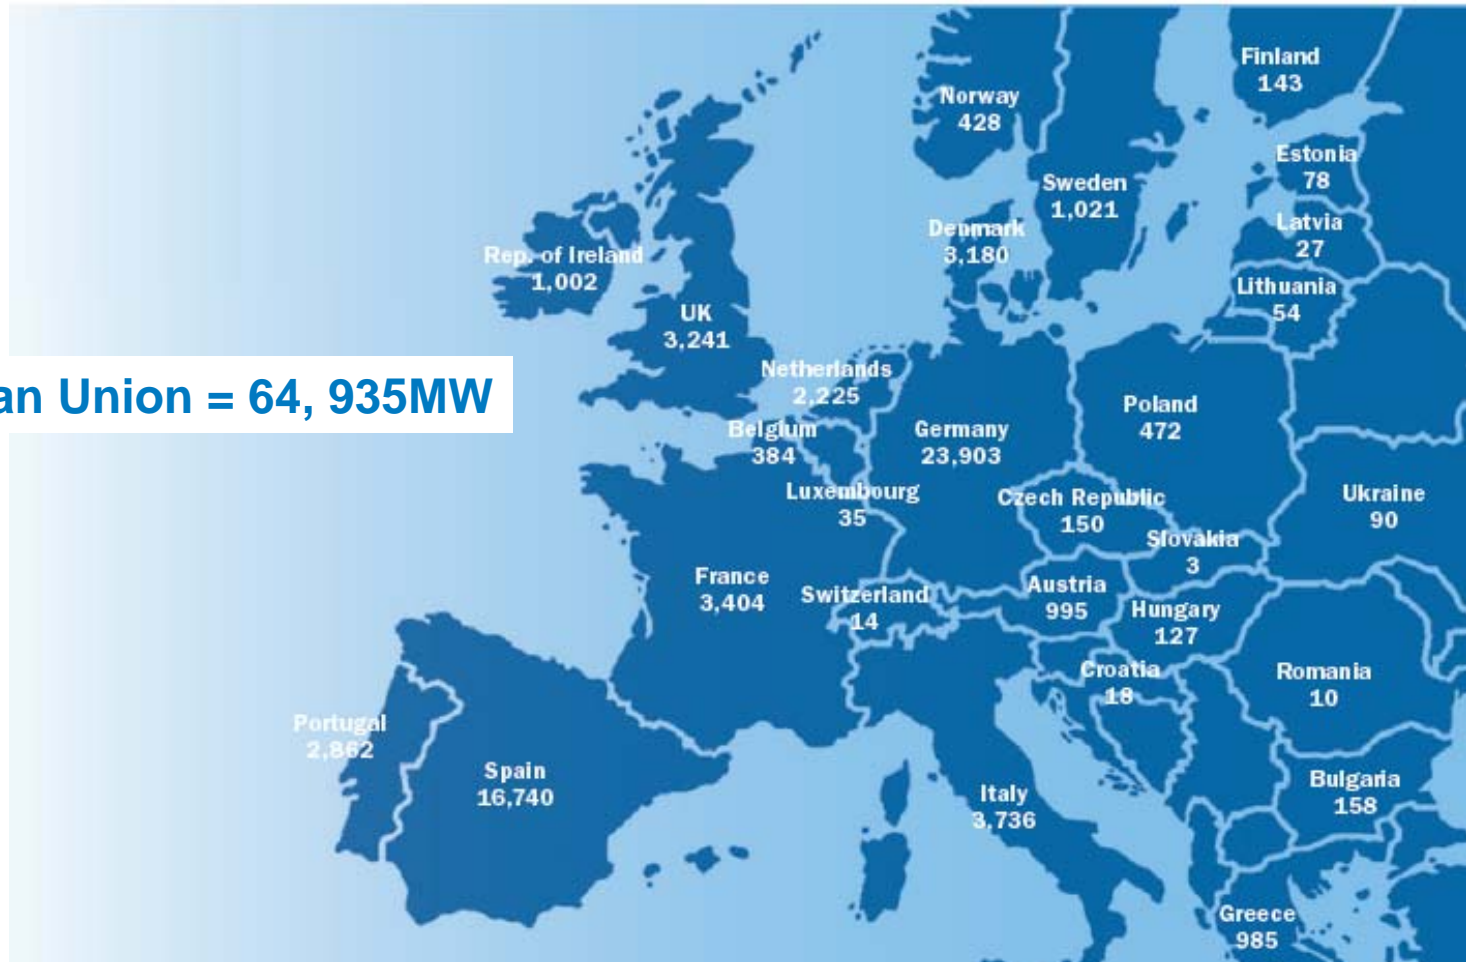 Finland
143
Norway
428
Estonia
78
Sweden
1,021
Latvia
27
Denmark
3,180
Rep. of Ireland
1,002
Lithuania
54
UK
3,241
Netherlands
2,225
an Union = 64, 935MW
Poland
472
Belgium
384
Germany
23,903
Luxembourg
35
Czech Republic
150
Ukraine
90
Slovakia
3
France
3,404
Switzerland
14
Austria
995
Hungary
127
Croatia
18
Romania
10
Portugal
2,862
Spain
16,740
Italy
3,736
Bulgaria
158
Greece
985